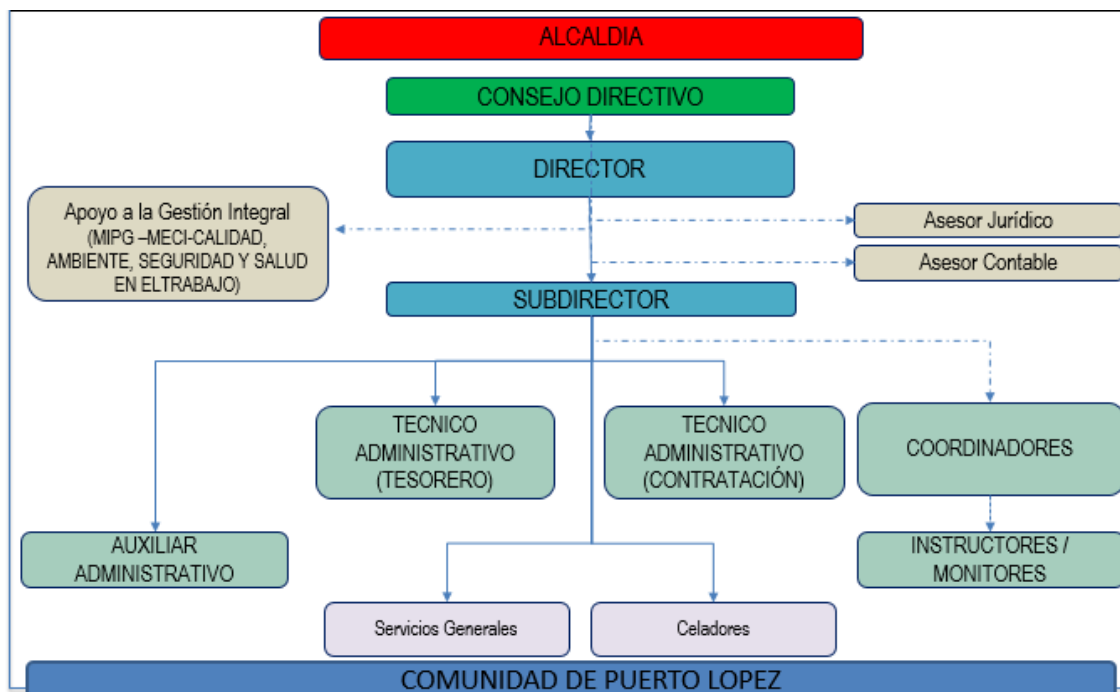 ALCALDIA
CONSEJO DIRECTIVO
DIRECTOR
Apoyo a la Gestión Integral
(MIPG –MECI-CALIDAD,
AMBIENTE, SEGURIDAD Y SALUD
EN ELTRABAJO)
Asesor Jurídico
Asesor Contable
SUBDIRECTOR
TECNICO
ADMINISTRATIVO
(TESORERO)
TECNICO
ADMINISTRATIVO
(CONTRATACIÓN)
COORDINADORES
AUXILIAR
ADMINISTRATIVO
INSTRUCTORES /
MONITORES
Servicios Generales
Celadores
COMUNIDAD DE PUERTO LOPEZ